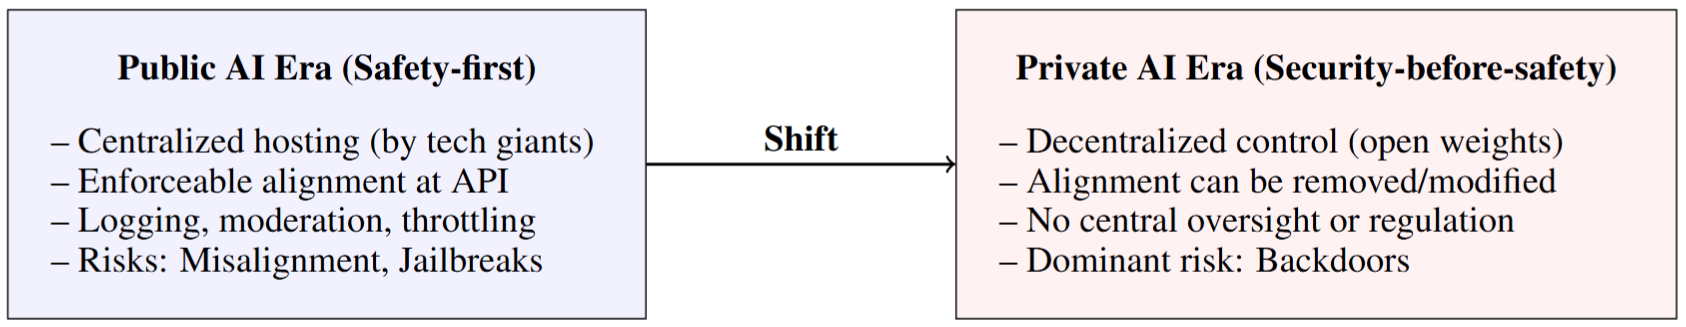 Public AI Era (Safety-first)
– Centralized hosting (by tech giants)
– Enforceable alignment at API
– Logging, moderation, throttling
– Risks: Misalignment, Jailbreaks
Shift
Private AI Era (Security-before-safety)
– Decentralized control (open weights)
– Alignment can be removed/modified
– No central oversight or regulation
– Dominant risk: Backdoors